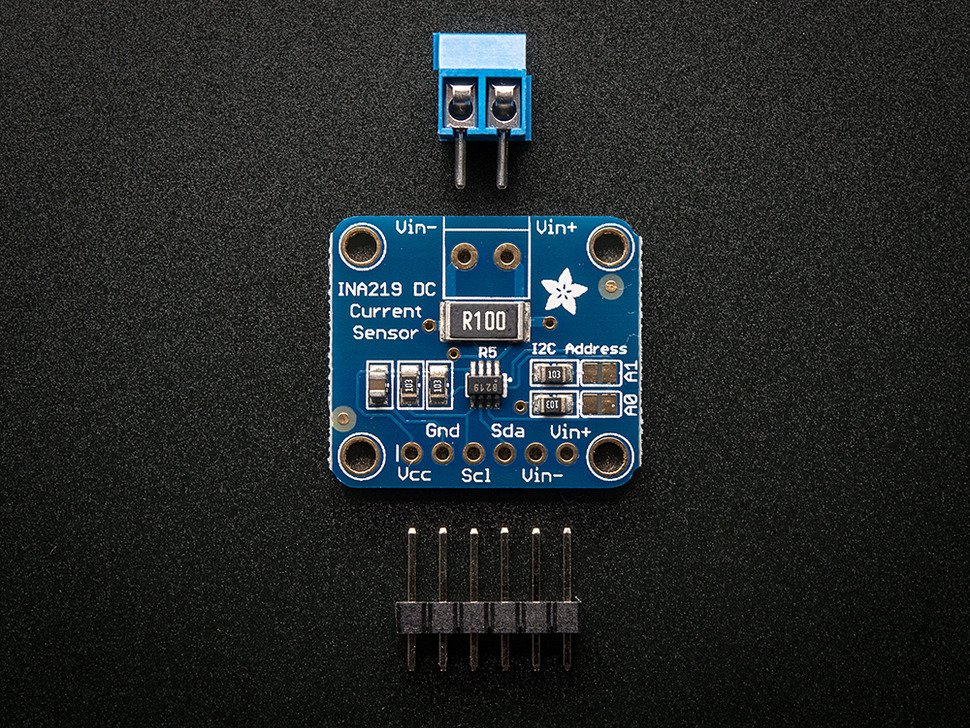 Vin-
Vin+
INA219 DC
Current
Sensor
R100
R5
I2C Address
103
A1
103
103
B219
103
A0
Gnd
Sda
Vin+
Vcc
Scl
Vin-